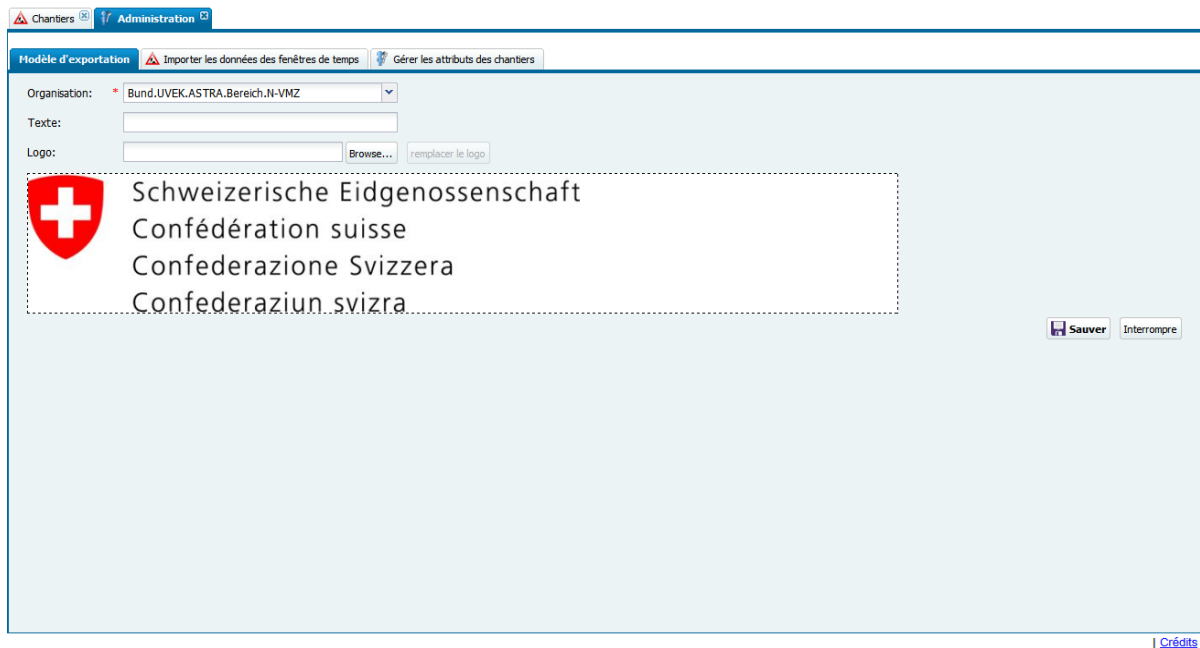 Chantiers Administration
Modèle d'exportation Importer les données des fenêtres de temps Gérer les attributs des chantiers
Organisation: * Bund.UVEK.ASTRA.Bereich.N-VMZ
Texte:
Logo: Browse... remplacer le logo
Schweizerische Eidgenossenschaft
Confédération suisse
Confederazione Svizzera
Confederaziun svizra
Sauver Interrompre
| Crédits